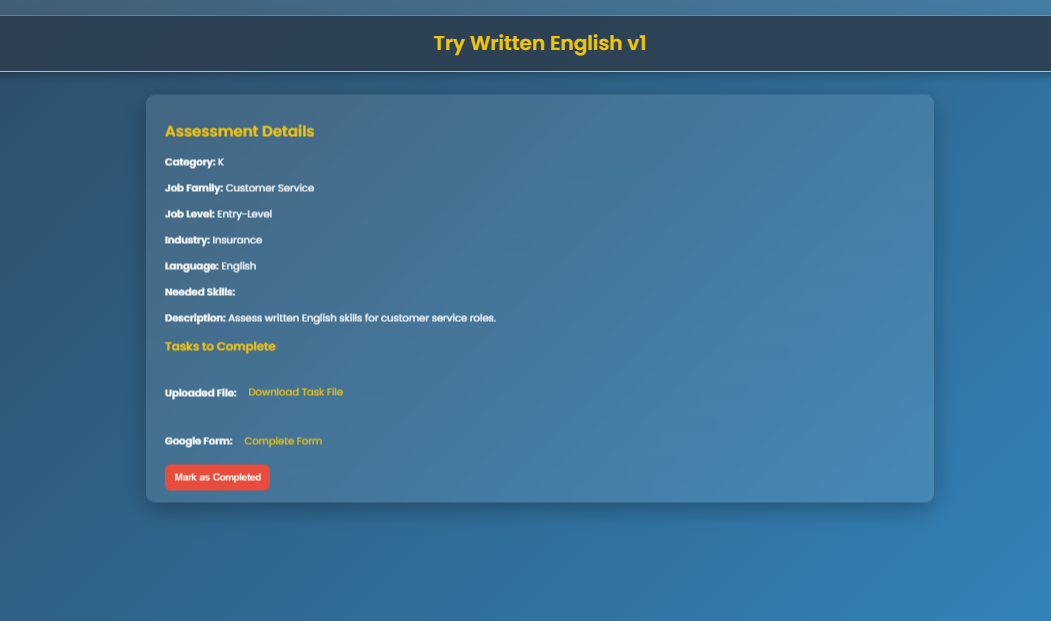 Try Written English v1
Assessment Details
Category: K
Job Family: Customer Service
Job Level: Entry-Level
Industry: Insurance
Language: English
Needed Skills:
Description: Assess written English skills for customer service roles.
Tasks to Complete
Uploaded File: Download Task File
Google Form: Complete Form
Mark as Completed